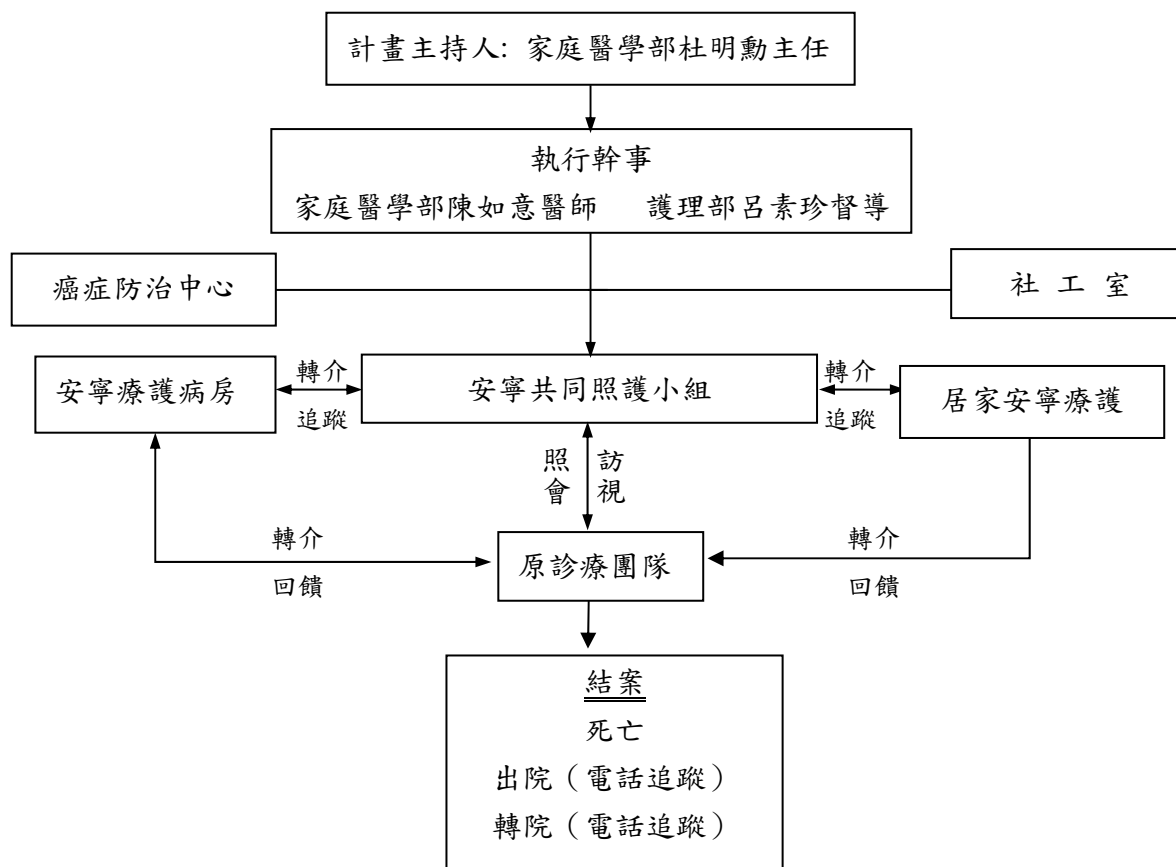 計畫主持人: 家庭醫學部杜明勳主任
執行幹事
家庭醫學部陳如意醫師 護理部呂素珍督導
癌症防治中心
社 工 室
安寧療護病房
轉介
追蹤
安寧共同照護小組
轉介
追蹤
居家安寧療護
照會
訪視
轉介
回饋
原診療團隊
轉介
回饋
結案
死亡
出院（電話追蹤）
轉院（電話追蹤）